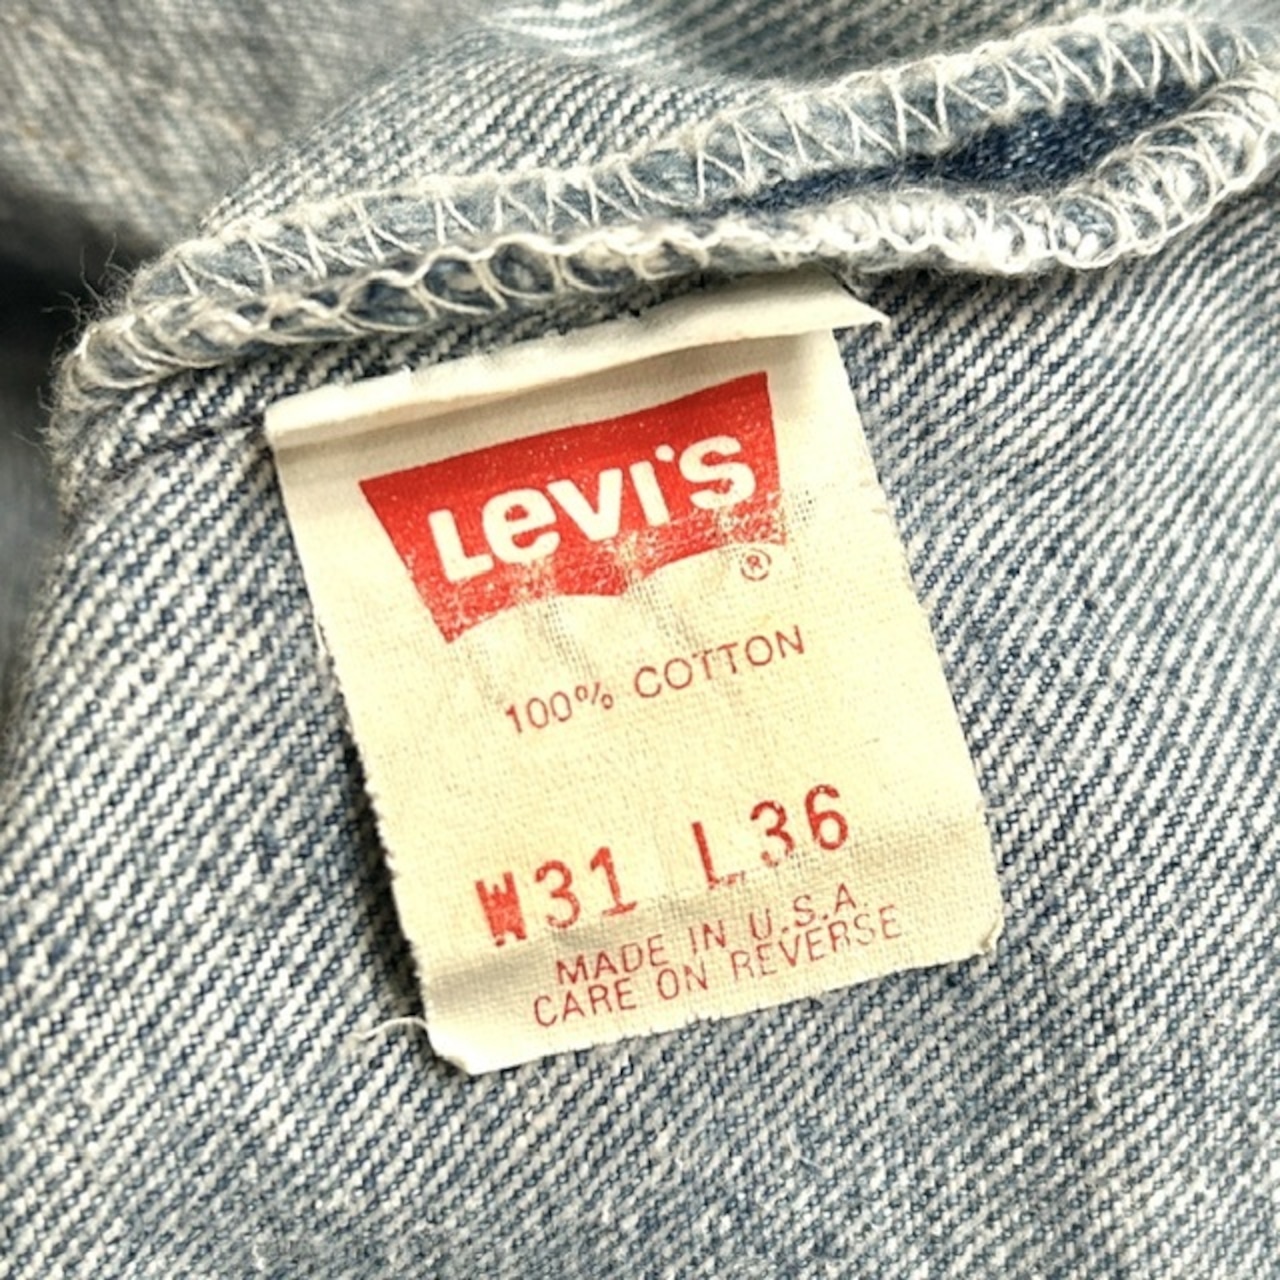 Levi's
®
100% COTTON
W31 L36
MADE IN U.S.A.
CARE ON REVERSE